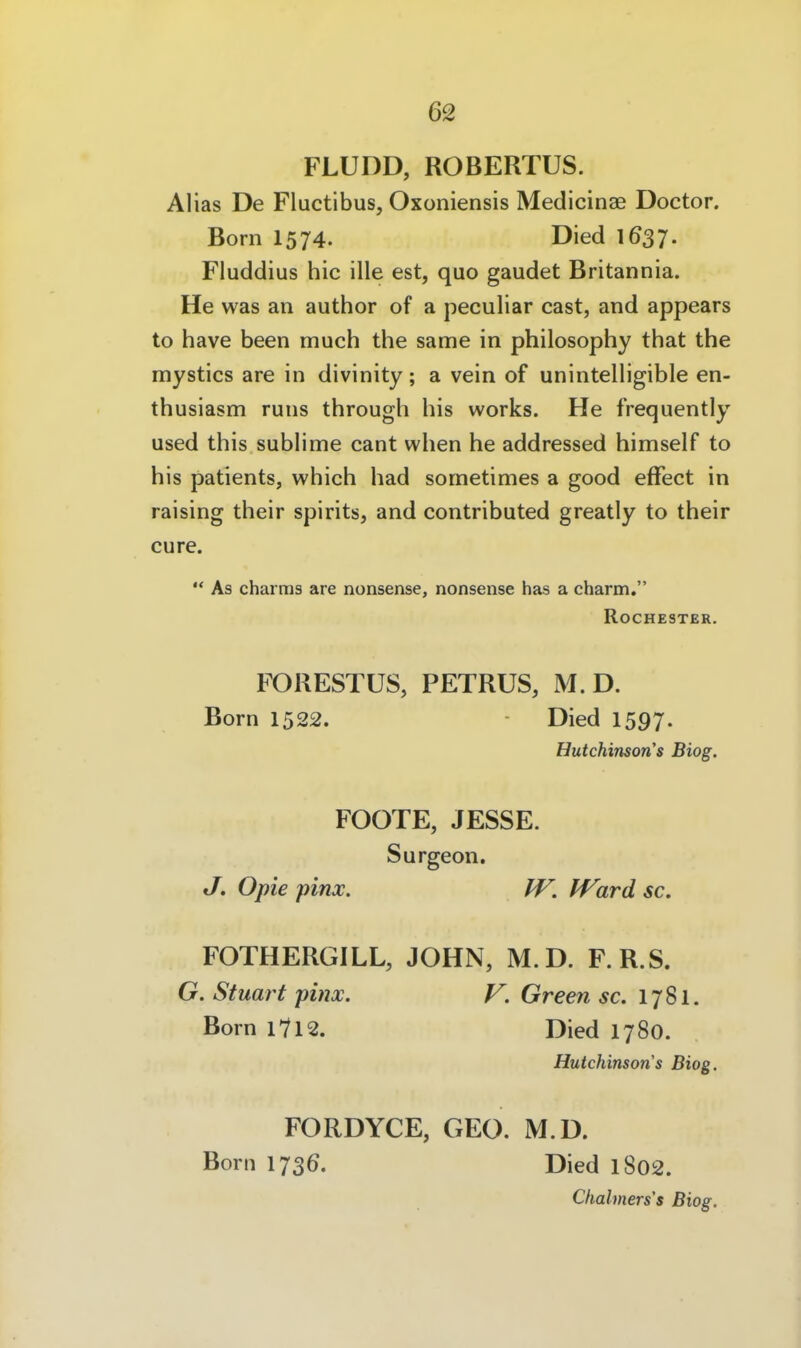 62
FLUDD, ROBERTUS.
Alias De Fluctibus, Oxoniensis Medicinæ Doctor.
Born 1574. Died 1637.
Fluddius hic ille est, quo gaudet Britannia.
He was an author of a peculiar cast, and appears
to have been much the same in philosophy that the
mystics are in divinity; a vein of unintelligible en-
thusiasm runs through his works. He frequently
used this sublime cant when he addressed himself to
his patients, which had sometimes a good effect in
raising their spirits, and contributed greatly to their
cure.
“ As charms are nonsense, nonsense has a charm.”
ROCHESTER.
FORESTUS, PETRUS, M. D.
Born 1522. Died 1597.
Hutchinson's Biog.
FOOTE, JESSE.
Surgeon.
J. Opie pinx. W. Ward sc.
FOTHERGILL, JOHN, M. D. F. R. S.
G. Stuart pinx. V. Green sc. 1781.
Born 1712. Died 1780.
Hutchinson's Biog.
FORDYCE, GEO. M.D.
Born 1736. Died 1802.
Chalmers's Biog.